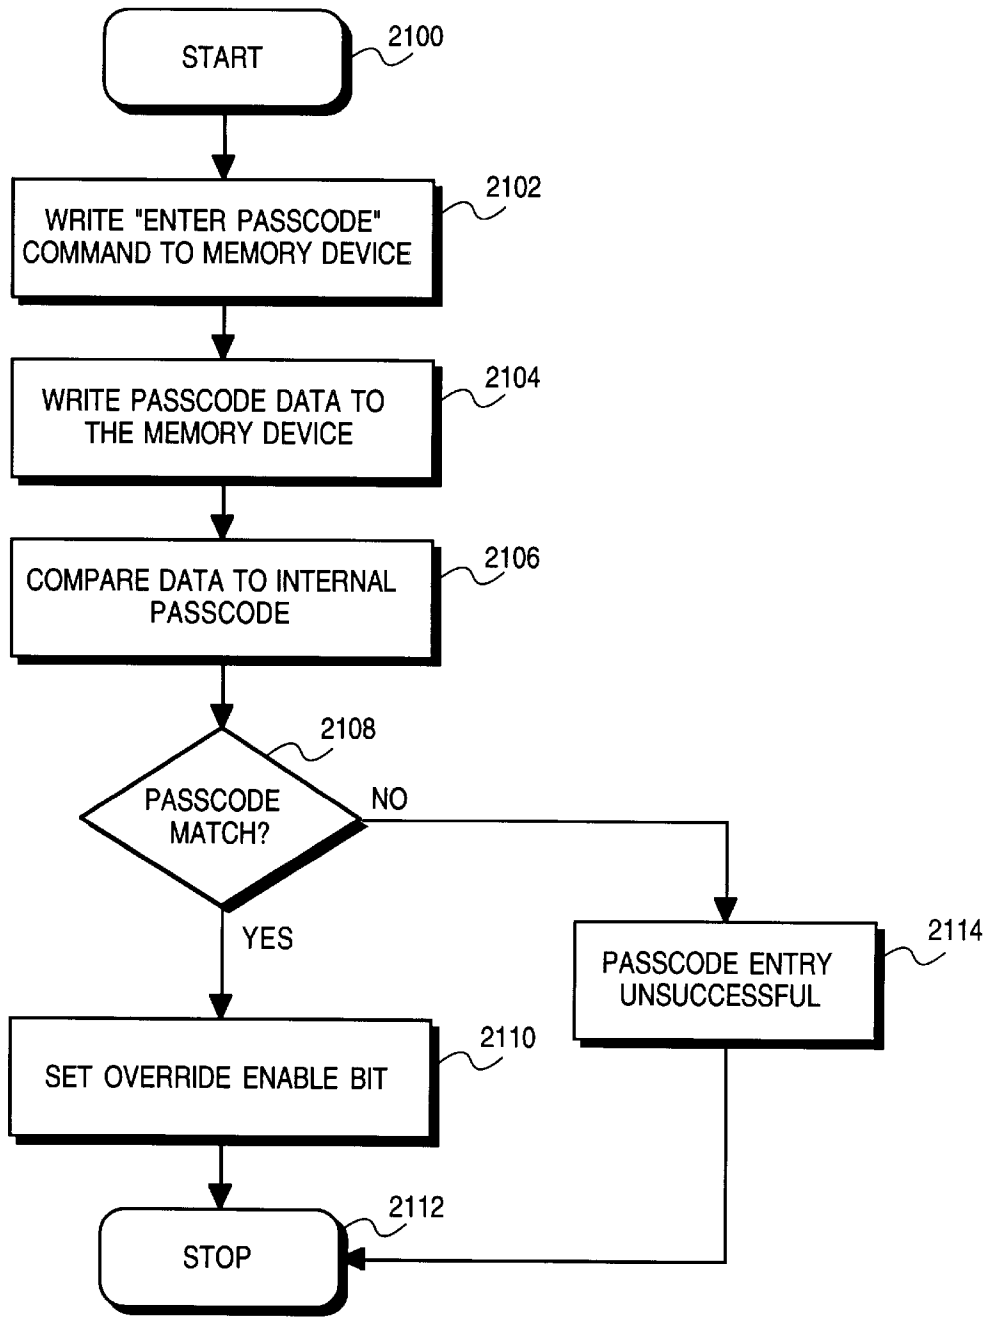 START
2100
WRITE "ENTER PASSCODE"
COMMAND TO MEMORY DEVICE
2102
WRITE PASSCODE DATA TO
THE MEMORY DEVICE
2104
COMPARE DATA TO INTERNAL
PASSCODE
2106
PASSCODE
MATCH?
2108
NO
YES
PASSCODE ENTRY
UNSUCCESSFUL
2114
SET OVERRIDE ENABLE BIT
2110
STOP
2112